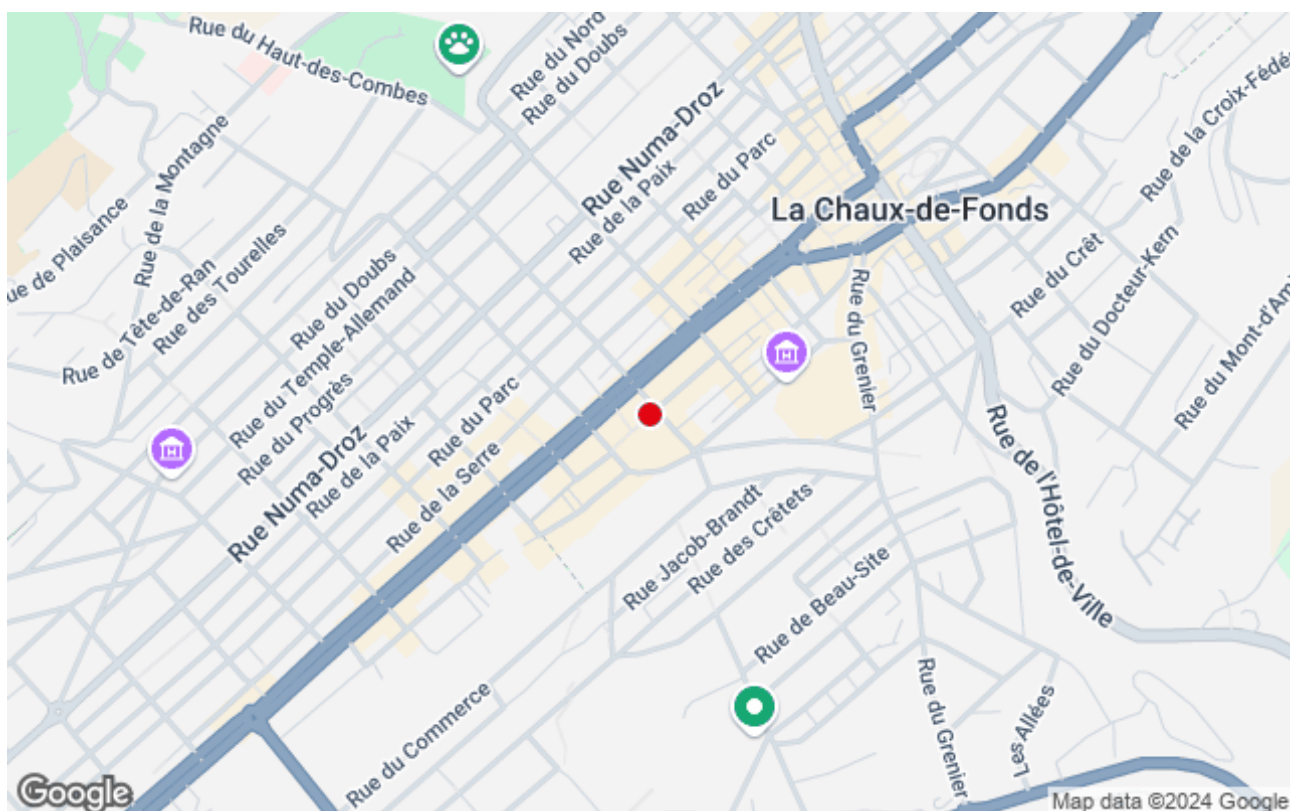 Rue du Haut-des-Combes
Rue du Nord
Rue du Doubs
Rue Numa-Droz
Rue de la Paix
Rue du Parc
Rue de la Croix-Fédé
La Chaux-de-Fonds
Rue de la Montagne
ue de Plaisance
Rue de Tête-de-Ran
Rue des Tourelles
Rue du Doubs
Rue du Temple-Allemand
Rue du Progrès
Rue Numa-Droz
Rue de la Paix
Rue du Parc
Rue de la Serre
Rue du Grenier
Rue du Crêt
Rue du Docteur-Kern
Rue du Mont-d'Am
Rue de l'Hôtel-de-Ville
Rue Jacob-Brandt
Rue des Crêtets
Rue de Beau-Site
Rue du Commerce
Rue du Grenier
Les Allées
Google
Map data ©2024 Google